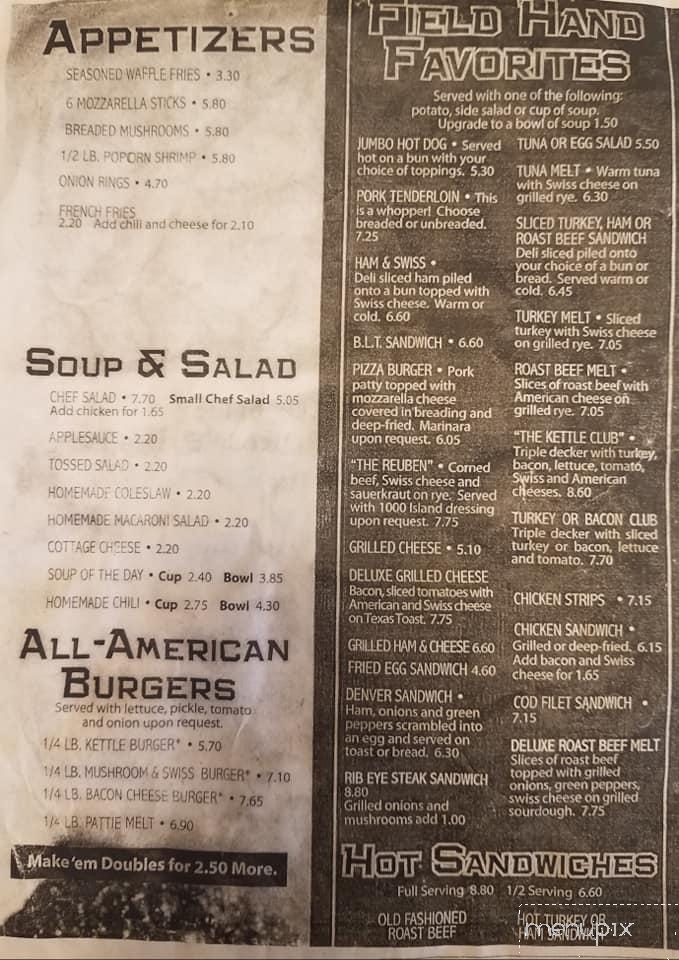 APPETIZERS
SEASONED WAFFLE FRIES • 3.30
6 MOZZARELLA STICKS • 5.80
BREADED MUSHROOMS • 5.80
1/2 LB. POPORN SHRIMP • 5.80
ONION RINGS • 4.70
FRENCH FRIES
2.20 Add chili and cheese for 2.10
SOUP & SALAD
CHEF SALAD • 7.70 Small Chef Salad 5.05
Add chicken for 1.65
APPLESAUCE • 2.20
TOSSED SALAD • 2.20
HOMEMADE COLESLAW • 2.20
HOMEMADE MACARONI SALAD • 2.20
COTTAGE CHEESE • 2.20
SOUP OF THE DAY • Cup 2.40 Bowl 3.85
HOMEMADE CHILI • Cup 2.75 Bowl 4.30
ALL-AMERICAN
BURGERS
Served with lettuce, pickle, tomato
and onion upon request.
1/4 LB. KETTLE BURGER* • 5.70
1/4 LB. MUSHROOM & SWISS BURGER* • 7.10
1/4 LB. BACON CHEESE BURGER* • 7.65
1/4 LB. PATTIE MELT • 6.90
Make 'em Doubles for 2.50 More.
FIELD HAND
FAVORITES
Served with one of the following:
potato, side salad or cup of soup.
Upgrade to a bowl of soup 1.50
JUMBO HOT DOG • Served
hot on a bun with your
choice of toppings. 5.30
PORK TENDERLOIN • This
is a whopper! Choose
breaded or unbreaded.
7.25
HAM & SWISS •
Deli sliced ham piled
onto a bun topped with
Swiss cheese. Warm or
cold. 6.60
B.L.T. SANDWICH • 6.60
PIZZA BURGER • Pork
patty topped with
mozzarella cheese
covered in breading and
deep-fried. Marinara
upon request. 6.05
"THE REUBEN" • Corned
beef, Swiss cheese and
sauerkraut on rye. Served
with 1000 Island dressing
upon request. 7.75
GRILLED CHEESE • 5.10
DELUXE GRILLED CHEESE
Bacon, sliced tomatoes with
American and Swiss cheese
on Texas Toast. 7.75
GRILLED HAM & CHEESE 6.60
FRIED EGG SANDWICH 4.60
DENVER SANDWICH •
Ham, onions and green
peppers scrambled into
an egg and served on
toast or bread. 6.30
RIB EYE STEAK SANDWICH
8.80
Grilled onions and
mushrooms add 1.00
TUNA OR EGG SALAD 5.50
TUNA MELT • Warm tuna
with Swiss cheese on
grilled rye. 6.30
SLICED TURKEY, HAM OR
ROAST BEEF SANDWICH
Deli sliced piled onto
your choice of a bun or
bread. Served warm or
cold. 6.45
TURKEY MELT • Sliced
turkey with Swiss cheese
on grilled rye. 7.05
ROAST BEEF MELT •
Slices of roast beef with
American cheese on
grilled rye. 7.05
"THE KETTLE CLUB" •
Triple decker with turkey,
bacon, lettuce, tomato,
Swiss and American
cheeses. 8.60
TURKEY OR BACON CLUB
Triple decker with sliced
turkey or bacon, lettuce
and tomato. 7.70
CHICKEN STRIPS • 7.15
CHICKEN SANDWICH •
Grilled or deep-fried. 6.15
Add bacon and Swiss
cheese for 1.65
COD FILET SANDWICH •
7.15
DELUXE ROAST BEEF MELT
Slices of roast beef
topped with grilled
onions, green peppers,
swiss cheese on grilled
sourdough. 7.75
HOT SANDWICHES
Full Serving 8.80 1/2 Serving 6.60
OLD FASHIONED
ROAST BEEF
HOT TURKEY OR
HAM SANDWICH
menupix